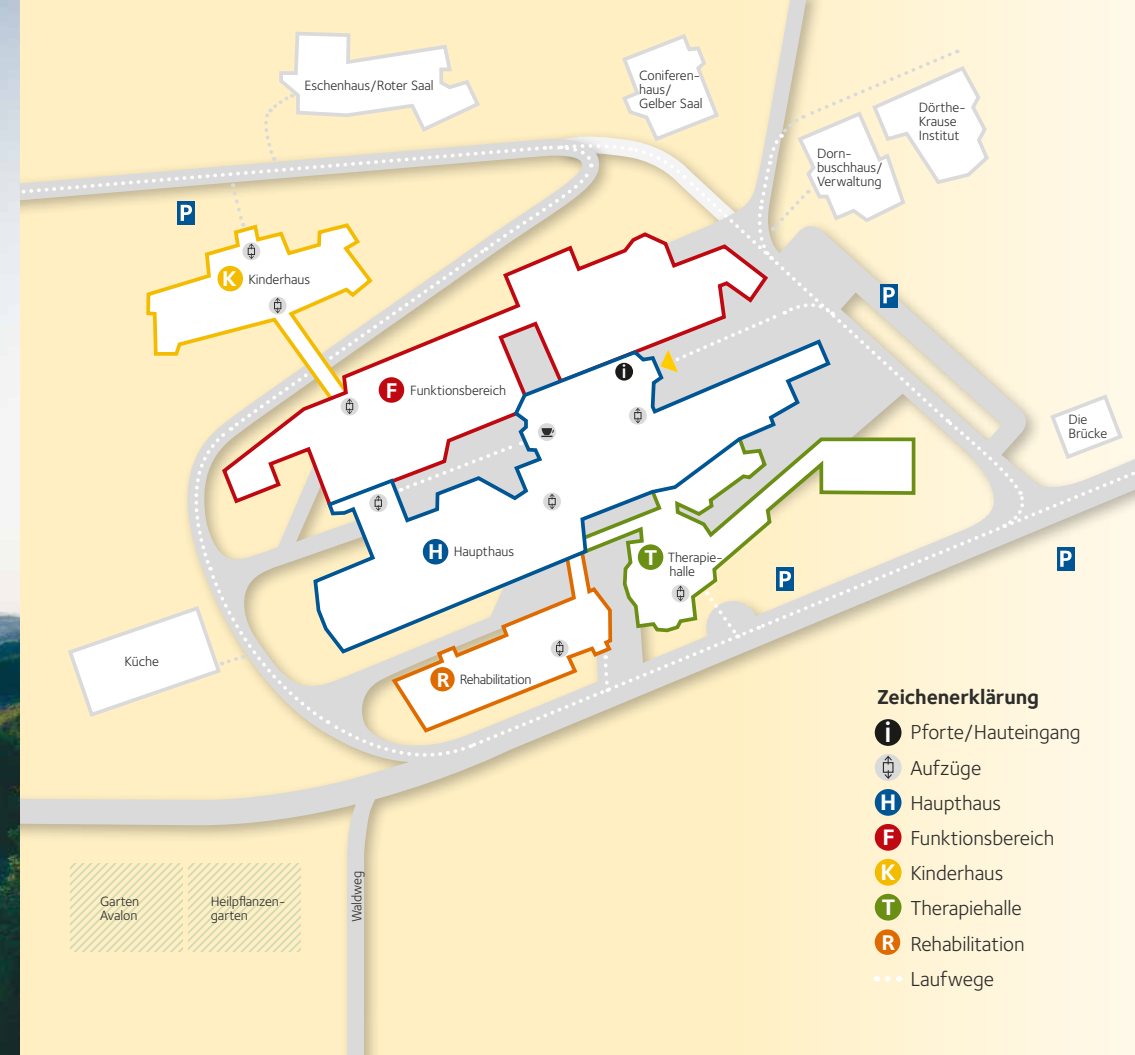 Eschenhaus/Roter Saal
Coniferen-
haus/
Gelber Saal
Dörthe-
Krause
Institut
Dorn-
buschhaus/
Verwaltung
P
K Kinderhaus
P
i
F Funktionsbereich
Die
Brücke
H Haupthaus
T Therapie-
halle
P
P
Küche
R Rehabilitation
Zeichenerklärung
i Pforte/Hauteingang
Aufzüge
H Haupthaus
F Funktionsbereich
K Kinderhaus
T Therapiehalle
R Rehabilitation
Laufwege
Waldweg
Garten
Avalon
Heilpflanzen-
garten